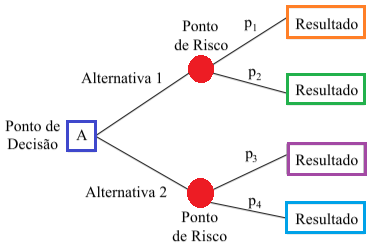 Ponto
de Risco
p1
Resultado
Alternativa 1
p2
Resultado
Ponto de
Decisão
A
p3
Resultado
Alternativa 2
p4
Resultado
Ponto
de Risco